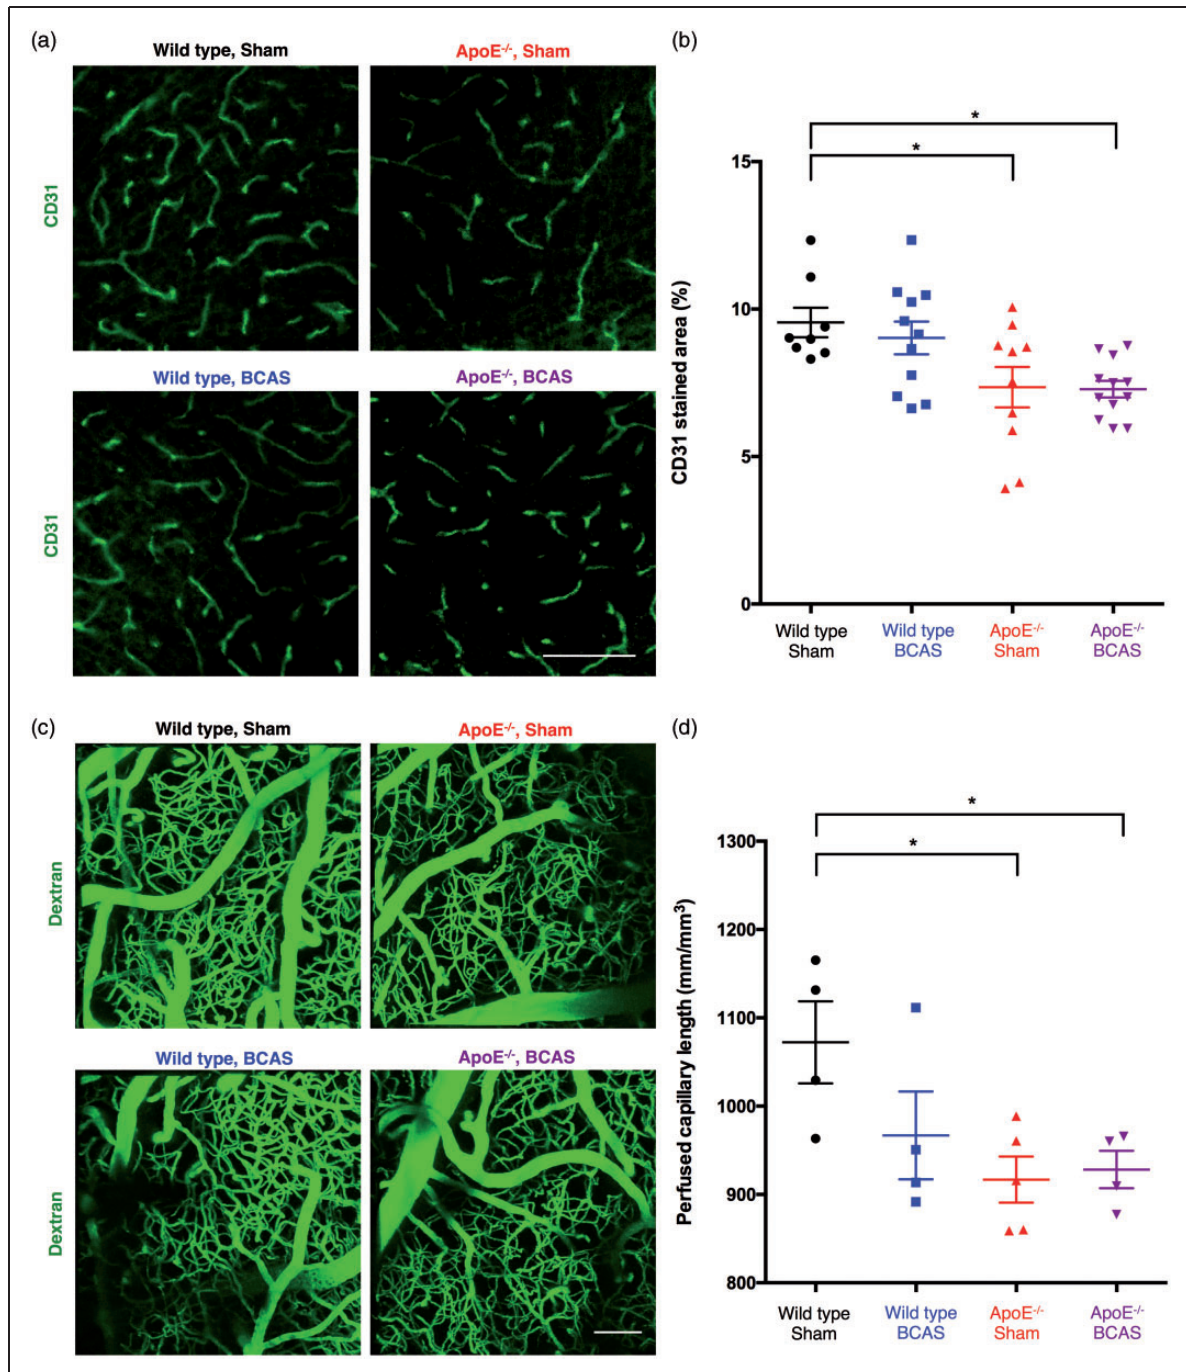 (a)
Wild type, Sham
ApoE-/-, Sham
CD31
Wild type, BCAS
ApoE-/-, BCAS
CD31
(b)
*
*
15
10
5
0
CD31 stained area (%)
Wild type Sham
Wild type BCAS
ApoE-/- Sham
ApoE-/- BCAS
(c)
Wild type, Sham
ApoE-/-, Sham
Dextran
Wild type, BCAS
ApoE-/-, BCAS
Dextran
(d)
*
*
1300
1200
1100
1000
900
800
Perfused capillary length (mm/mm³)
Wild type Sham
Wild type BCAS
ApoE-/- Sham
ApoE-/- BCAS